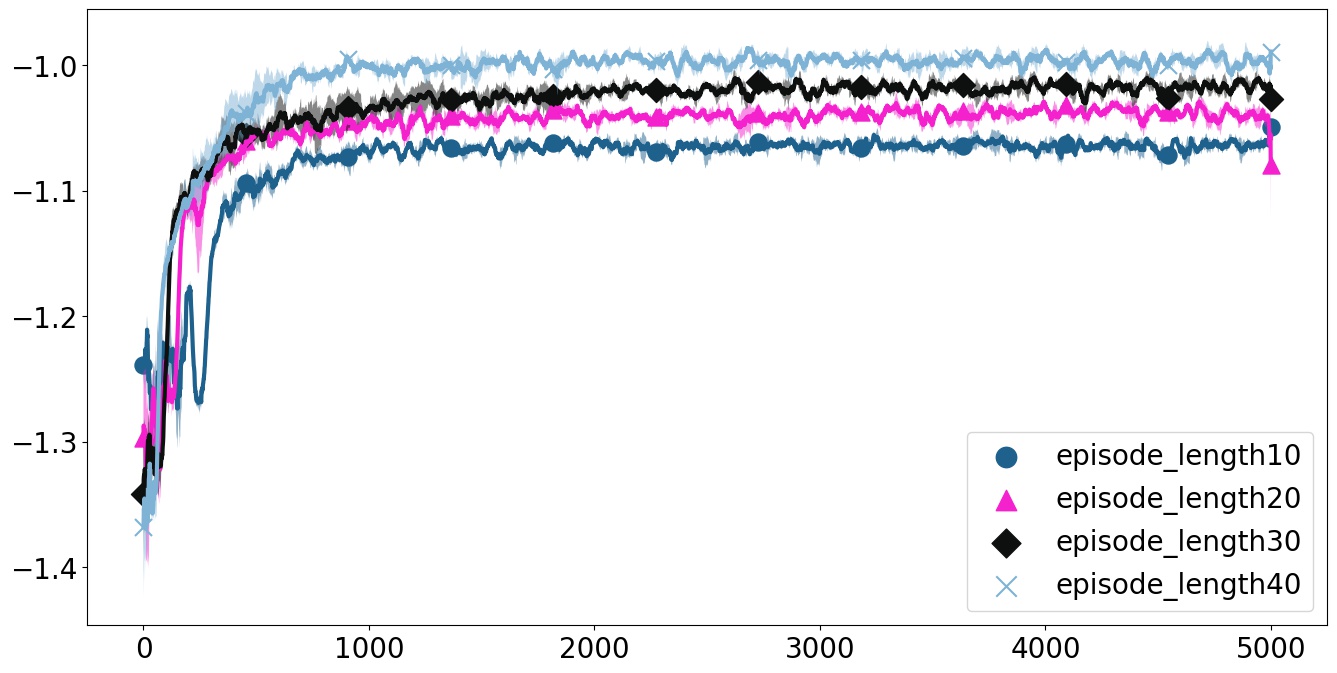 −1.0
−1.1
−1.2
−1.3
−1.4
0 1000 2000 3000 4000 5000
episode_length10
episode_length20
episode_length30
episode_length40